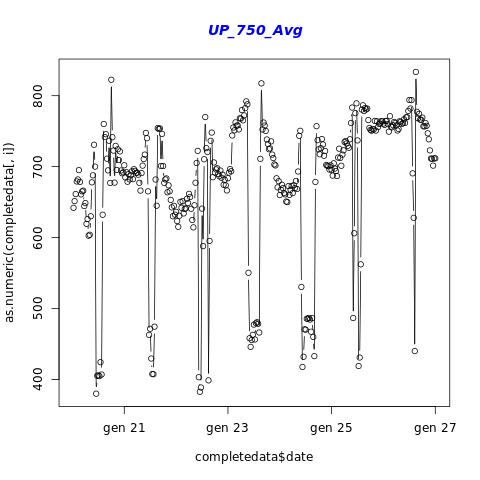 UP_750_Avg
as.numeric(completedata[, i])
800
700
600
500
400
gen 21
gen 23
gen 25
gen 27
completedata$date